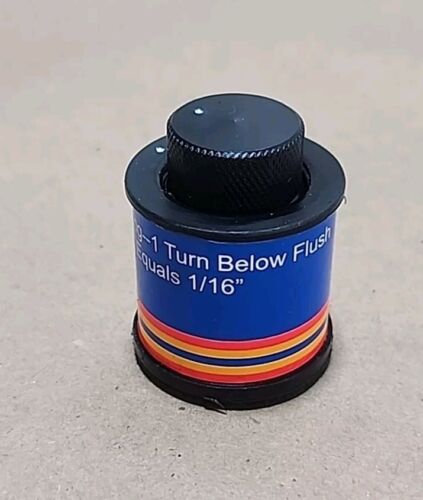 g-1 Turn Below Flush
Equals 1/16"